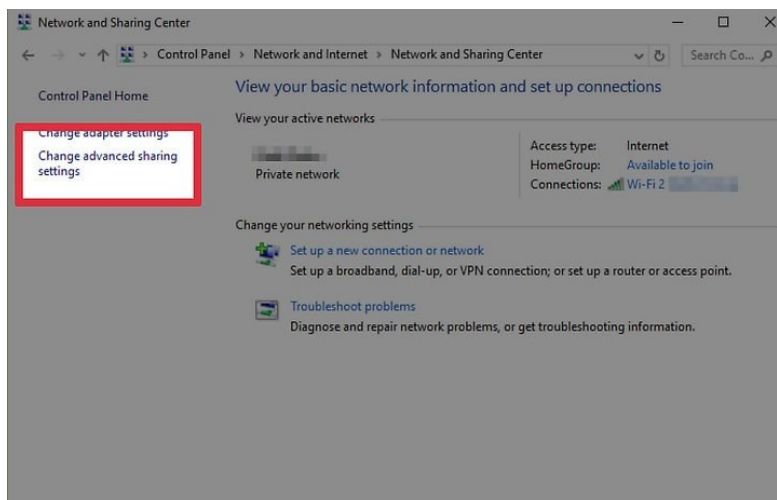 Network and Sharing Center
Control Panel > Network and Internet > Network and Sharing Center
Search Co...
Control Panel Home
Change adapter settings
Change advanced sharing
settings
View your basic network information and set up connections
View your active networks
Private network
Access type: Internet
HomeGroup: Available to join
Connections: Wi-Fi 2
Change your networking settings
Set up a new connection or network
Set up a broadband, dial-up, or VPN connection; or set up a router or access point.
Troubleshoot problems
Diagnose and repair network problems, or get troubleshooting information.